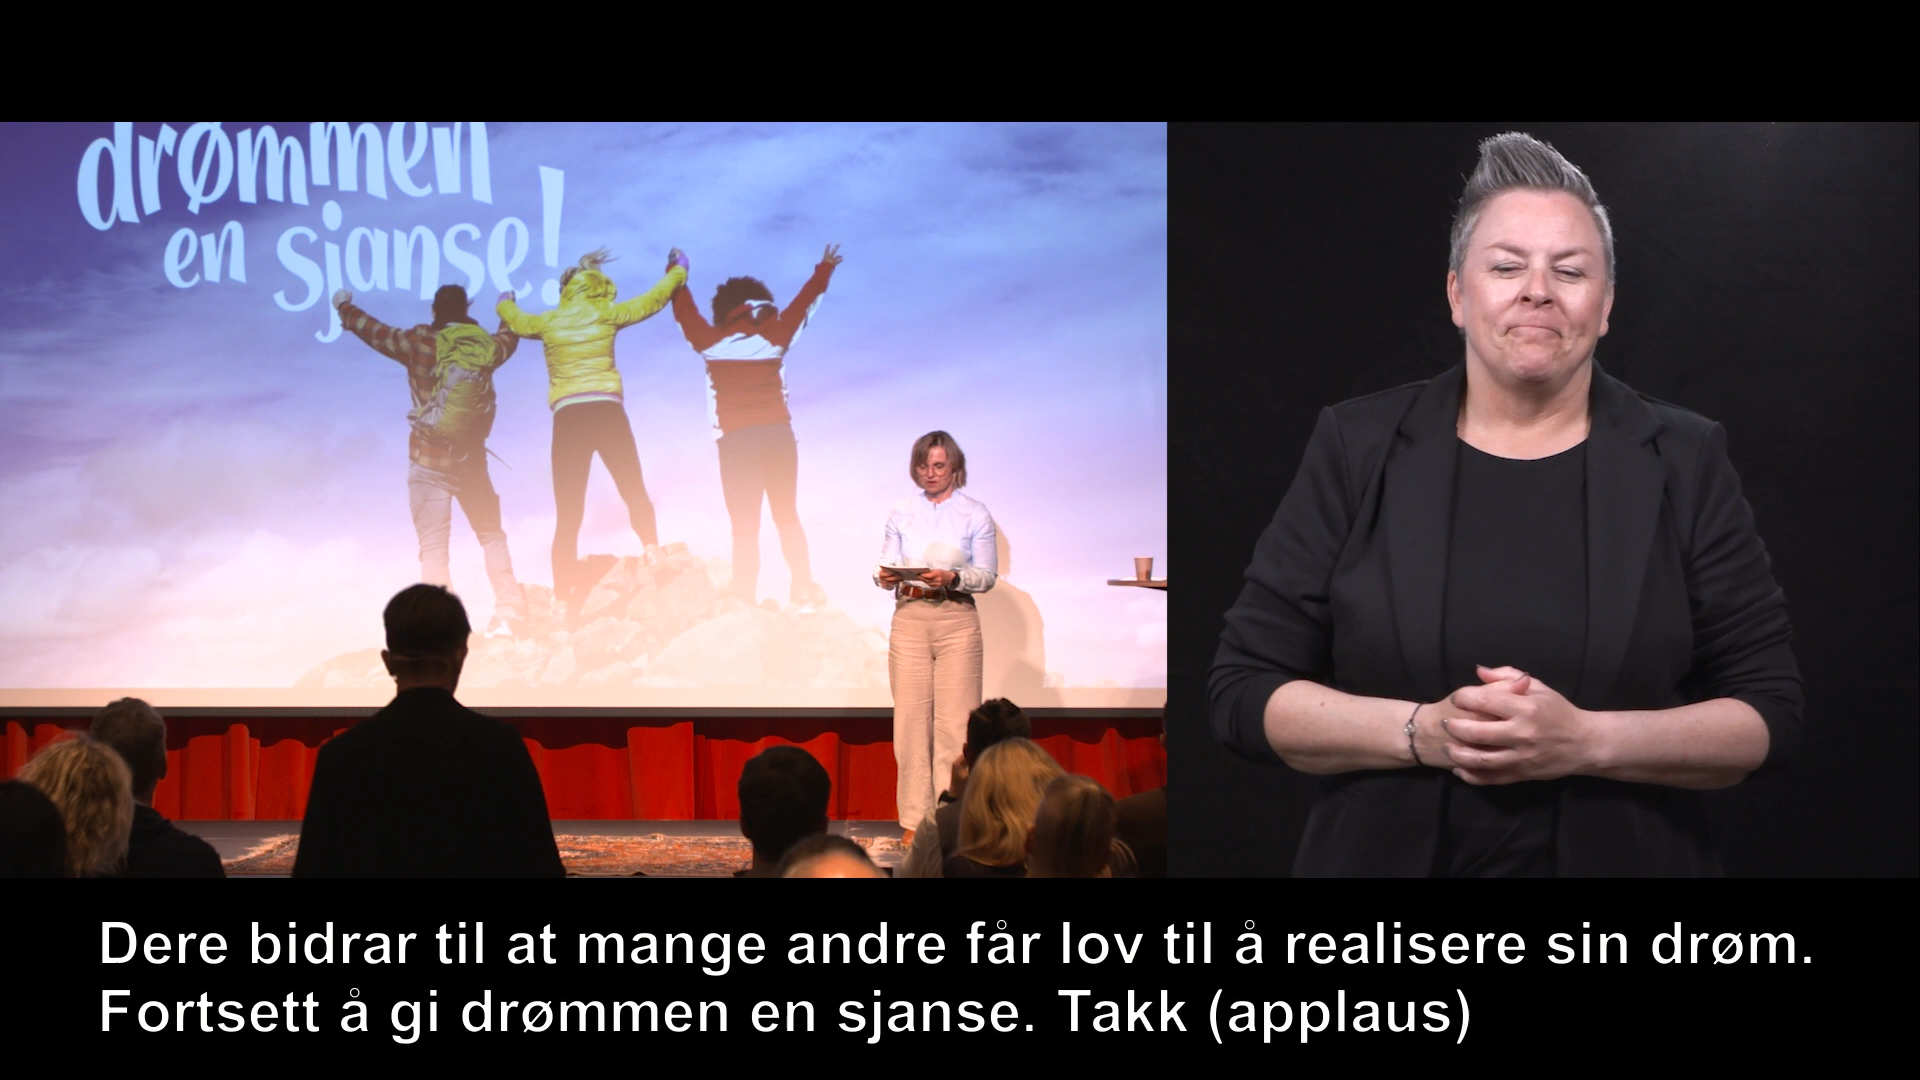 drømmen
en sjanse!
Dere bidrar til at mange andre får lov til å realisere sin drøm.
Fortsett å gi drømmen en sjanse. Takk (applaus)